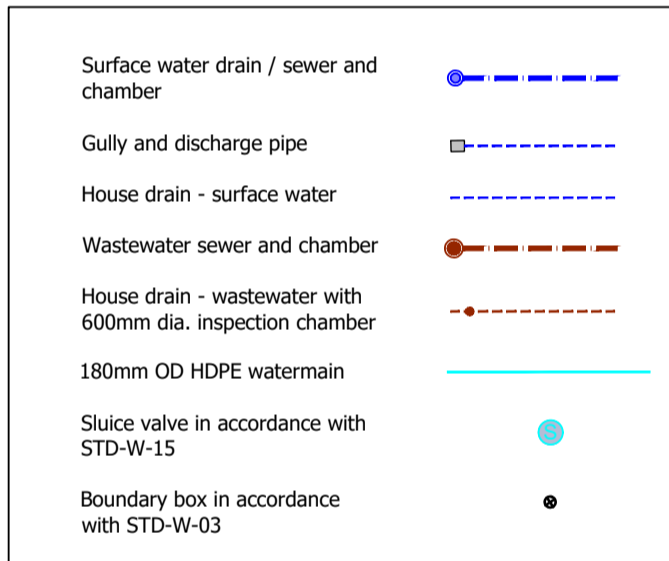 Surface water drain / sewer and
chamber
Gully and discharge pipe
House drain - surface water
Wastewater sewer and chamber
House drain - wastewater with
600mm dia. inspection chamber
180mm OD HDPE watermain
Sluice valve in accordance with
STD-W-15
S
Boundary box in accordance
with STD-W-03